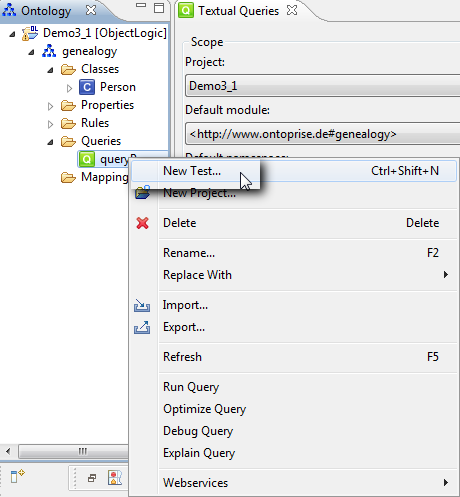 Ontology
Demo3_1 [ObjectLogic]
genealogy
Classes
C Person
Properties
Rules
Queries
Q
Mapping
Q Textual Queries
Scope
Project:
Demo3_1
Default module:
<http://www.ontoprise.de#genealogy>
Default namespace:
New Test... Ctrl+Shift+N
New Project...
Delete Delete
Rename... F2
Replace With
Import...
Export...
Refresh F5
Run Query
Optimize Query
Debug Query
Explain Query
Webservices